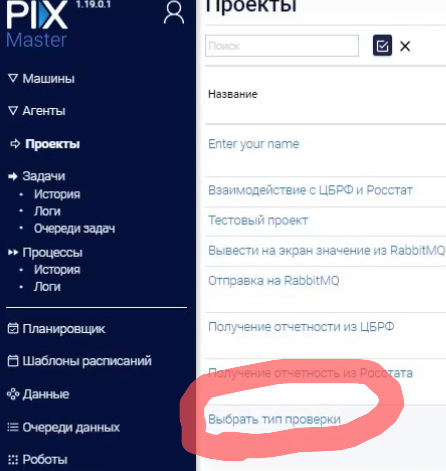 PIX
1.19.0.1
Master
Машины
Агенты
Проекты
Задачи
История
Логи
Очереди задач
Процессы
История
Логи
Планировщик
Шаблоны расписаний
Данные
Очереди данных
Роботы
Проекты
Поиск
Название
Enter your name
Взаимодействие с ЦБРФ и Росстат
Тестовый проект
Вывести на экран значение из RabbitMQ
Отправка на RabbitMQ
Получение отчетности из ЦБРФ
Получение отчетность из Росстата
Выбрать тип проверки